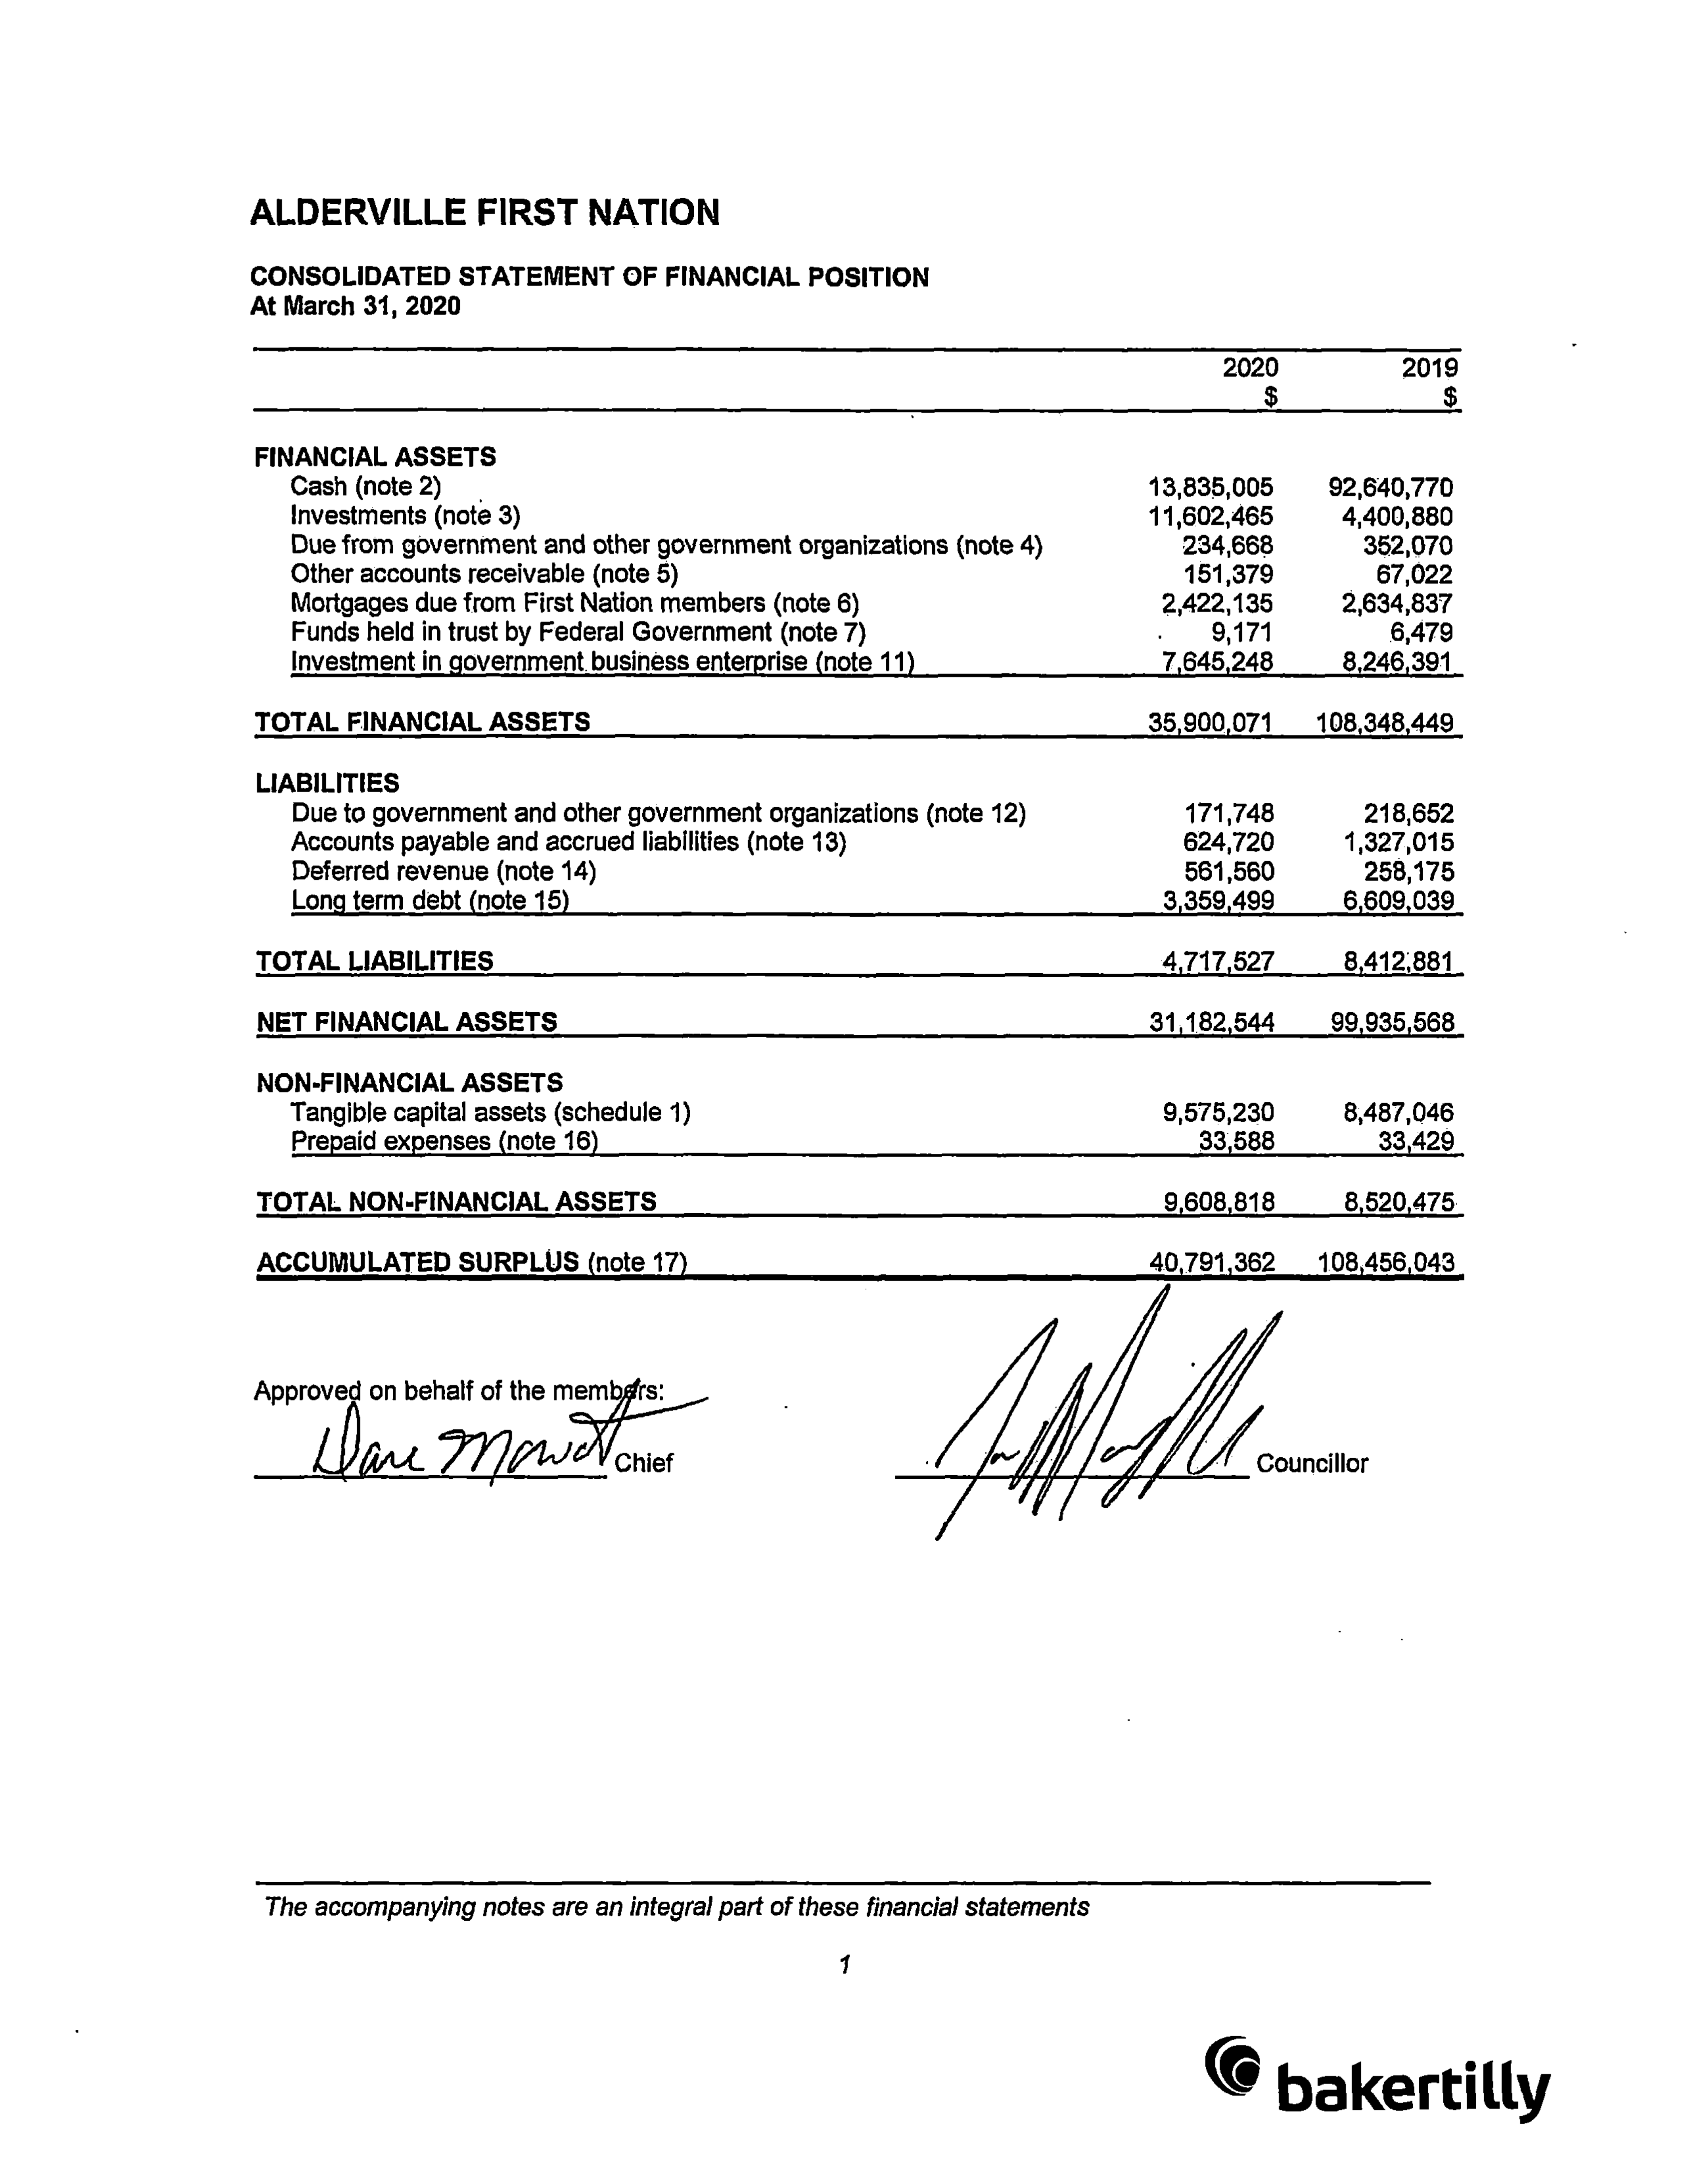 ALDERVILLE FIRST NATION
CONSOLIDATED STATEMENT OF FINANCIAL POSITION
At March 31, 2020
2020 2019
$ $
FINANCIAL ASSETS
Cash (note 2) 13,835,005 92,640,770
Investments (note 3) 11,602,465 4,400,880
Due from government and other government organizations (note 4) 234,668 352,070
Other accounts receivable (note 5) 151,379 67,022
Mortgages due from First Nation members (note 6) 2,422,135 2,634,837
Funds held in trust by Federal Government (note 7) 9,171 6,479
Investment in government business enterprise (note 11) 7,645,248 8,246,391
TOTAL FINANCIAL ASSETS 35,900,071 108,348,449
LIABILITIES
Due to government and other government organizations (note 12) 171,748 218,652
Accounts payable and accrued liabilities (note 13) 624,720 1,327,015
Deferred revenue (note 14) 561,560 258,175
Long term debt (note 15) 3,359,499 6,609,039
TOTAL LIABILITIES 4,717,527 8,412,881
NET FINANCIAL ASSETS 31,182,544 99,935,568
NON-FINANCIAL ASSETS
Tangible capital assets (schedule 1) 9,575,230 8,487,046
Prepaid expenses (note 16) 33,588 33,429
TOTAL NON-FINANCIAL ASSETS 9,608,818 8,520,475
ACCUMULATED SURPLUS (note 17) 40,791,362 108,456,043
Approved on behalf of the members:
Dave Mowat Chief Councillor
The accompanying notes are an integral part of these financial statements
1
bakertilly